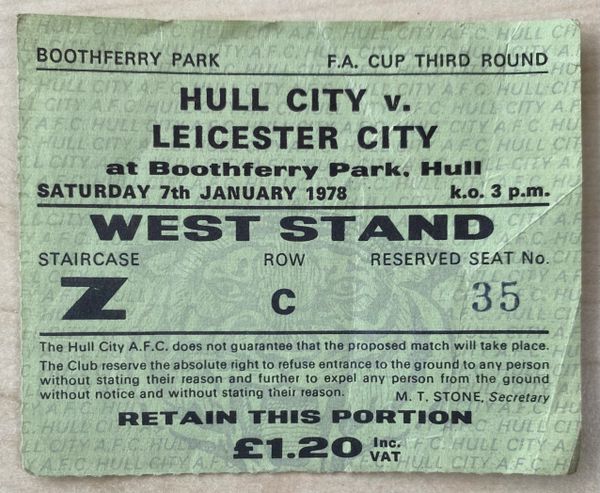 BOOTHFERRY PARK F.A. CUP THIRD ROUND
HULL CITY v.
LEICESTER CITY
at Boothferry Park, Hull
SATURDAY 7th JANUARY 1978 k.o. 3 p.m.
WEST STAND
STAIRCASE ROW RESERVED SEAT No.
Z C 35
The Hull City A.F.C. does not guarantee that the proposed match will take place.
The Club reserve the absolute right to refuse entrance to the ground to any person
without stating their reason and further to expel any person from the ground
without notice and without stating their reason. M. T. STONE, Secretary
RETAIN THIS PORTION
£1.20 Inc. VAT